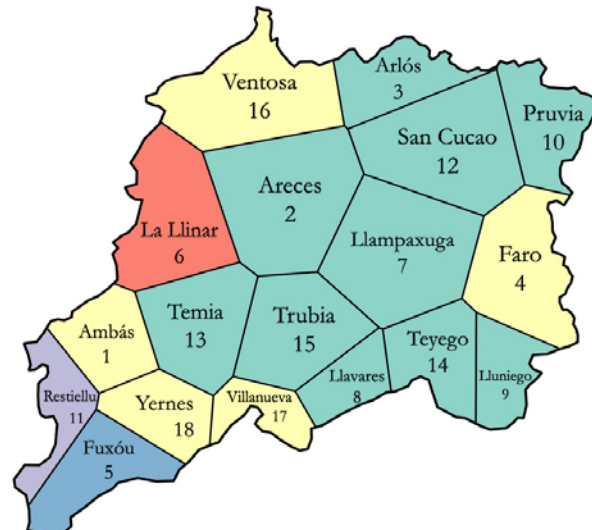 Ventosa
16
Arlós
3
Pruvia
10
San Cucao
12
Areces
2
La Llinar
6
Llampaxuga
7
Faro
4
Temia
13
Trubia
15
Ambás
1
Teyego
14
Llavares
8
Lluniego
9
Restiellu
11
Yernes
18
Villanueva
17
Fuxóu
5